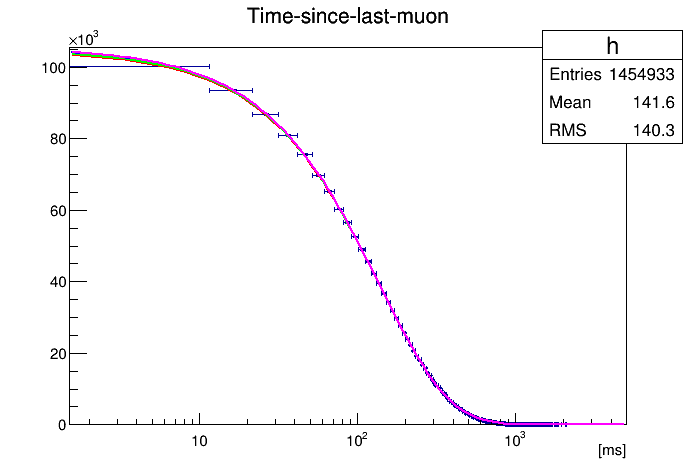 Time-since-last-muon
×10³
h
Entries 1454933
Mean 141.6
RMS 140.3
100
80
60
40
20
0
10 10² 10³
[ms]